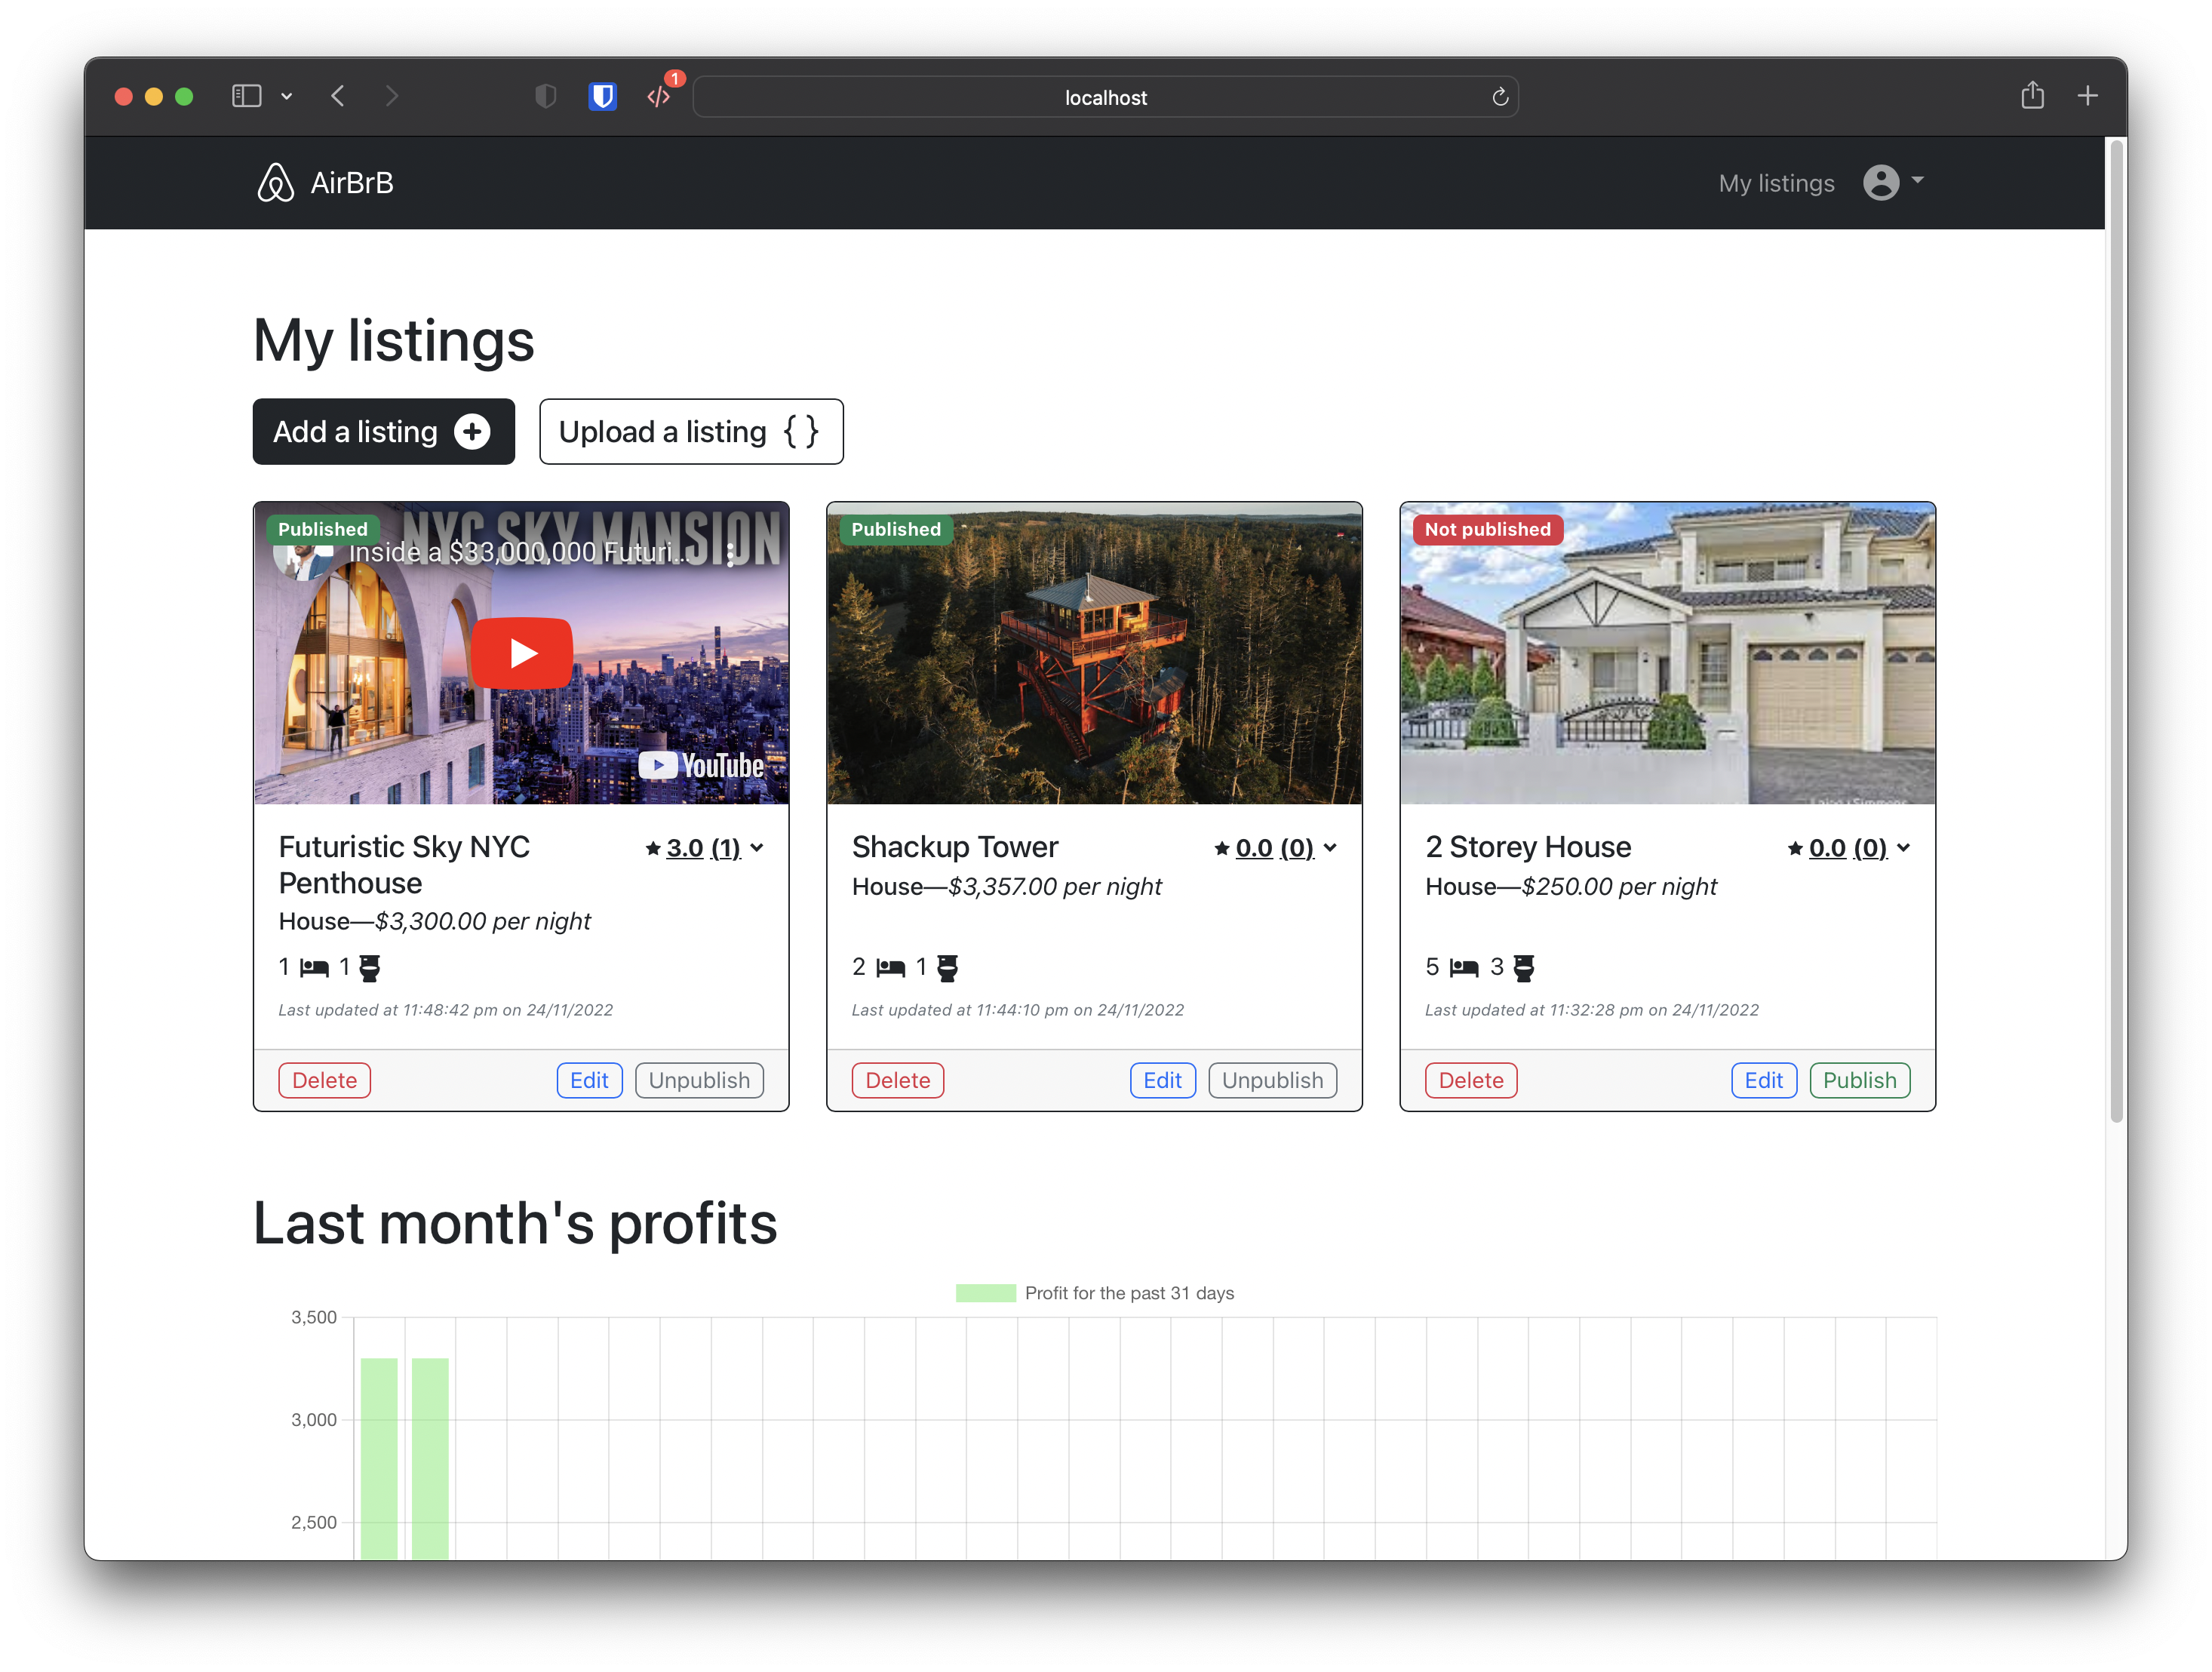 1
localhost
AirBrB
My listings
My listings
Add a listing
Upload a listing { }
Published
NYC SKY MANSION
Inside a $33,000,000 Futuri...
YouTube
Futuristic Sky NYC
Penthouse
3.0 (1)
House—$3,300.00 per night
1 1
Last updated at 11:48:42 pm on 24/11/2022
Delete
Edit
Unpublish
Published
Shackup Tower
0.0 (0)
House—$3,357.00 per night
2 1
Last updated at 11:44:10 pm on 24/11/2022
Delete
Edit
Unpublish
Not published
2 Storey House
0.0 (0)
House—$250.00 per night
5 3
Last updated at 11:32:28 pm on 24/11/2022
Delete
Edit
Publish
Last month's profits
Profit for the past 31 days
3,500
3,000
2,500